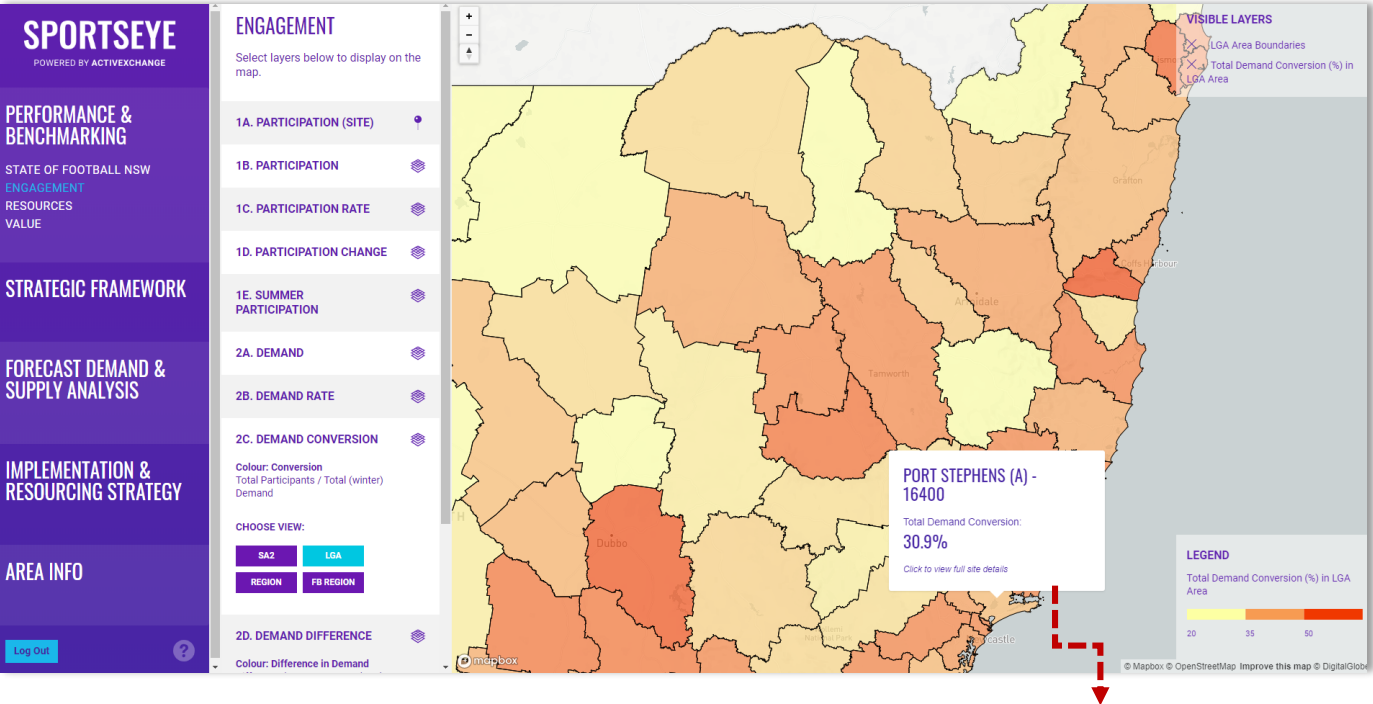 SPORTSEYE
POWERED BY ACTIVEXCHANGE
PERFORMANCE &
BENCHMARKING
STATE OF FOOTBALL NSW
ENGAGEMENT
RESOURCES
VALUE
STRATEGIC FRAMEWORK
FORECAST DEMAND &
SUPPLY ANALYSIS
IMPLEMENTATION &
RESOURCING STRATEGY
AREA INFO
Log Out
?
ENGAGEMENT
Select layers below to display on the
map.
1A. PARTICIPATION (SITE)
1B. PARTICIPATION
1C. PARTICIPATION RATE
1D. PARTICIPATION CHANGE
1E. SUMMER
PARTICIPATION
2A. DEMAND
2B. DEMAND RATE
2C. DEMAND CONVERSION
Colour: Conversion
Total Participants / Total (winter)
Demand
CHOOSE VIEW:
SA2 LGA
REGION FB REGION
2D. DEMAND DIFFERENCE
Colour: Difference in Demand
+
-
VISIBLE LAYERS
LGA Area Boundaries
Total Demand Conversion (%) in
LGA Area
Grafton
Coffs Harbour
Armidale
Tamworth
Dubbo
PORT STEPHENS (A) -
16400
Total Demand Conversion:
30.9%
Click to view full site details
National Park
LEGEND
Total Demand Conversion (%) in LGA
Area
20 35 50
mapbox
© Mapbox © OpenStreetMap Improve this map © DigitalGlobe